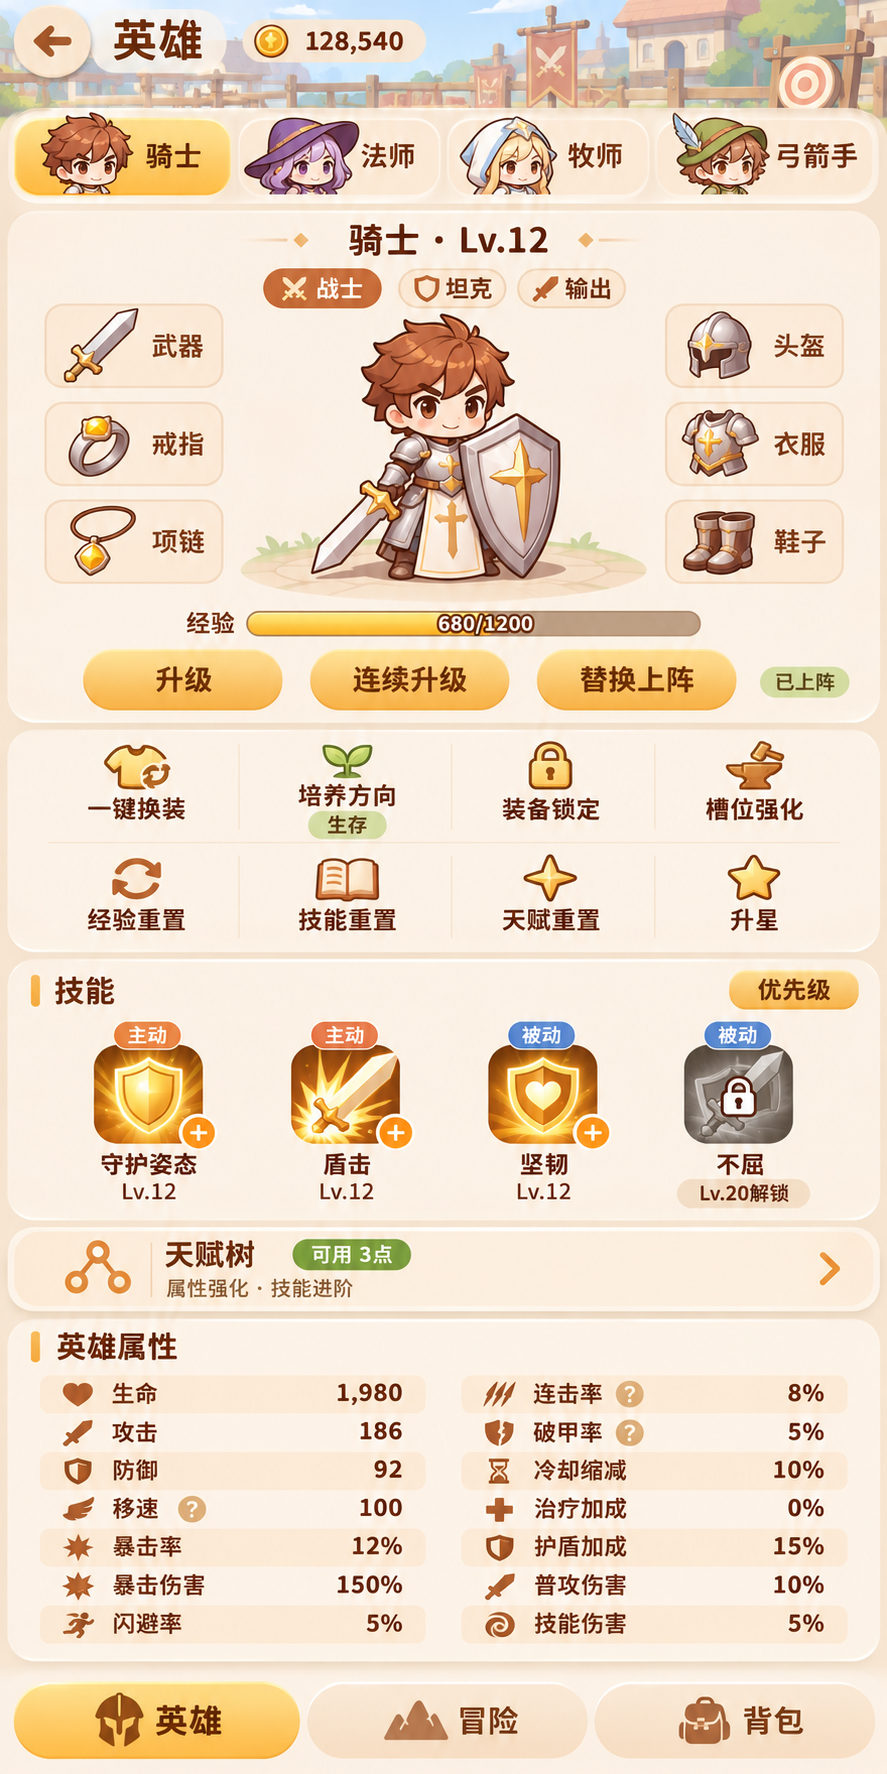 英雄 128,540
骑士 法师 牧师 弓箭手
骑士 · Lv.12
战士 坦克 输出
武器 头盔
戒指 衣服
项链 鞋子
经验 680/1200
升级 连续升级 替换上阵 已上阵
一键换装 培养方向 装备锁定 槽位强化
生存
经验重置 技能重置 天赋重置 升星
技能 优先级
主动 主动 被动 被动
守护姿态 盾击 坚韧 不屈
Lv.12 Lv.12 Lv.12 Lv.20解锁
天赋树 可用 3点
属性强化 · 技能进阶
英雄属性
生命 1,980 连击率 ? 8%
攻击 186 破甲率 ? 5%
防御 92 冷却缩减 10%
移速 ? 100 治疗加成 0%
暴击率 12% 护盾加成 15%
暴击伤害 150% 普攻伤害 10%
闪避率 5% 技能伤害 5%
英雄 冒险 背包